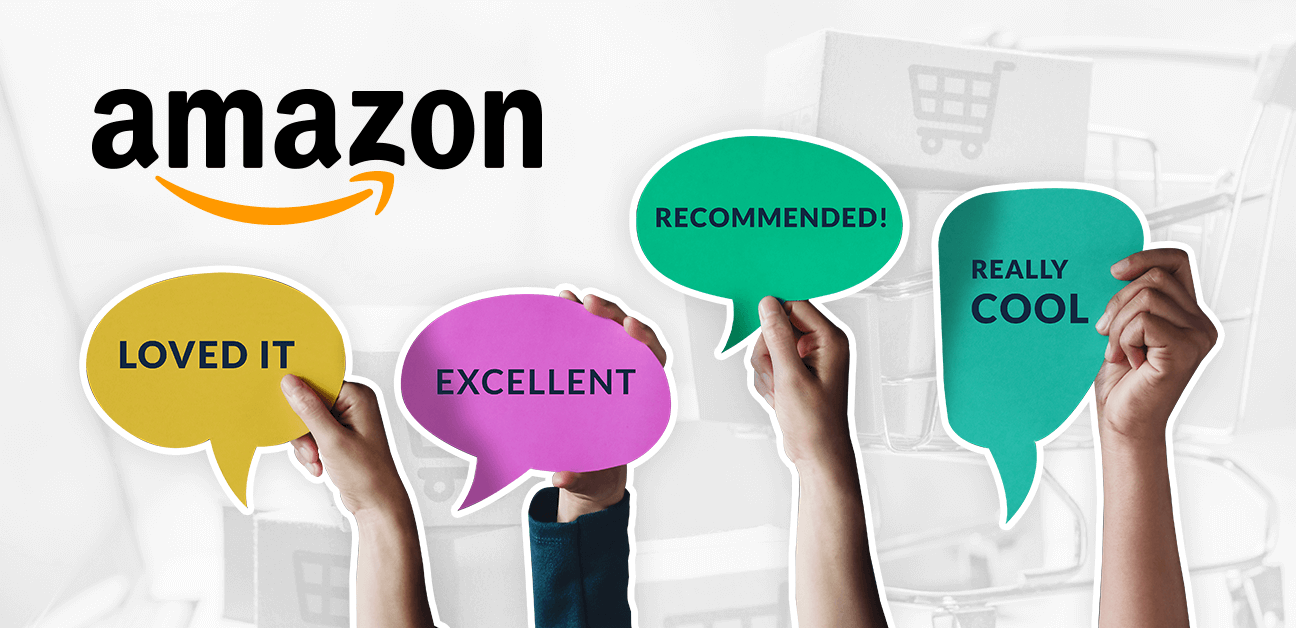 amazon
LOVED IT
EXCELLENT
RECOMMENDED!
REALLY
COOL